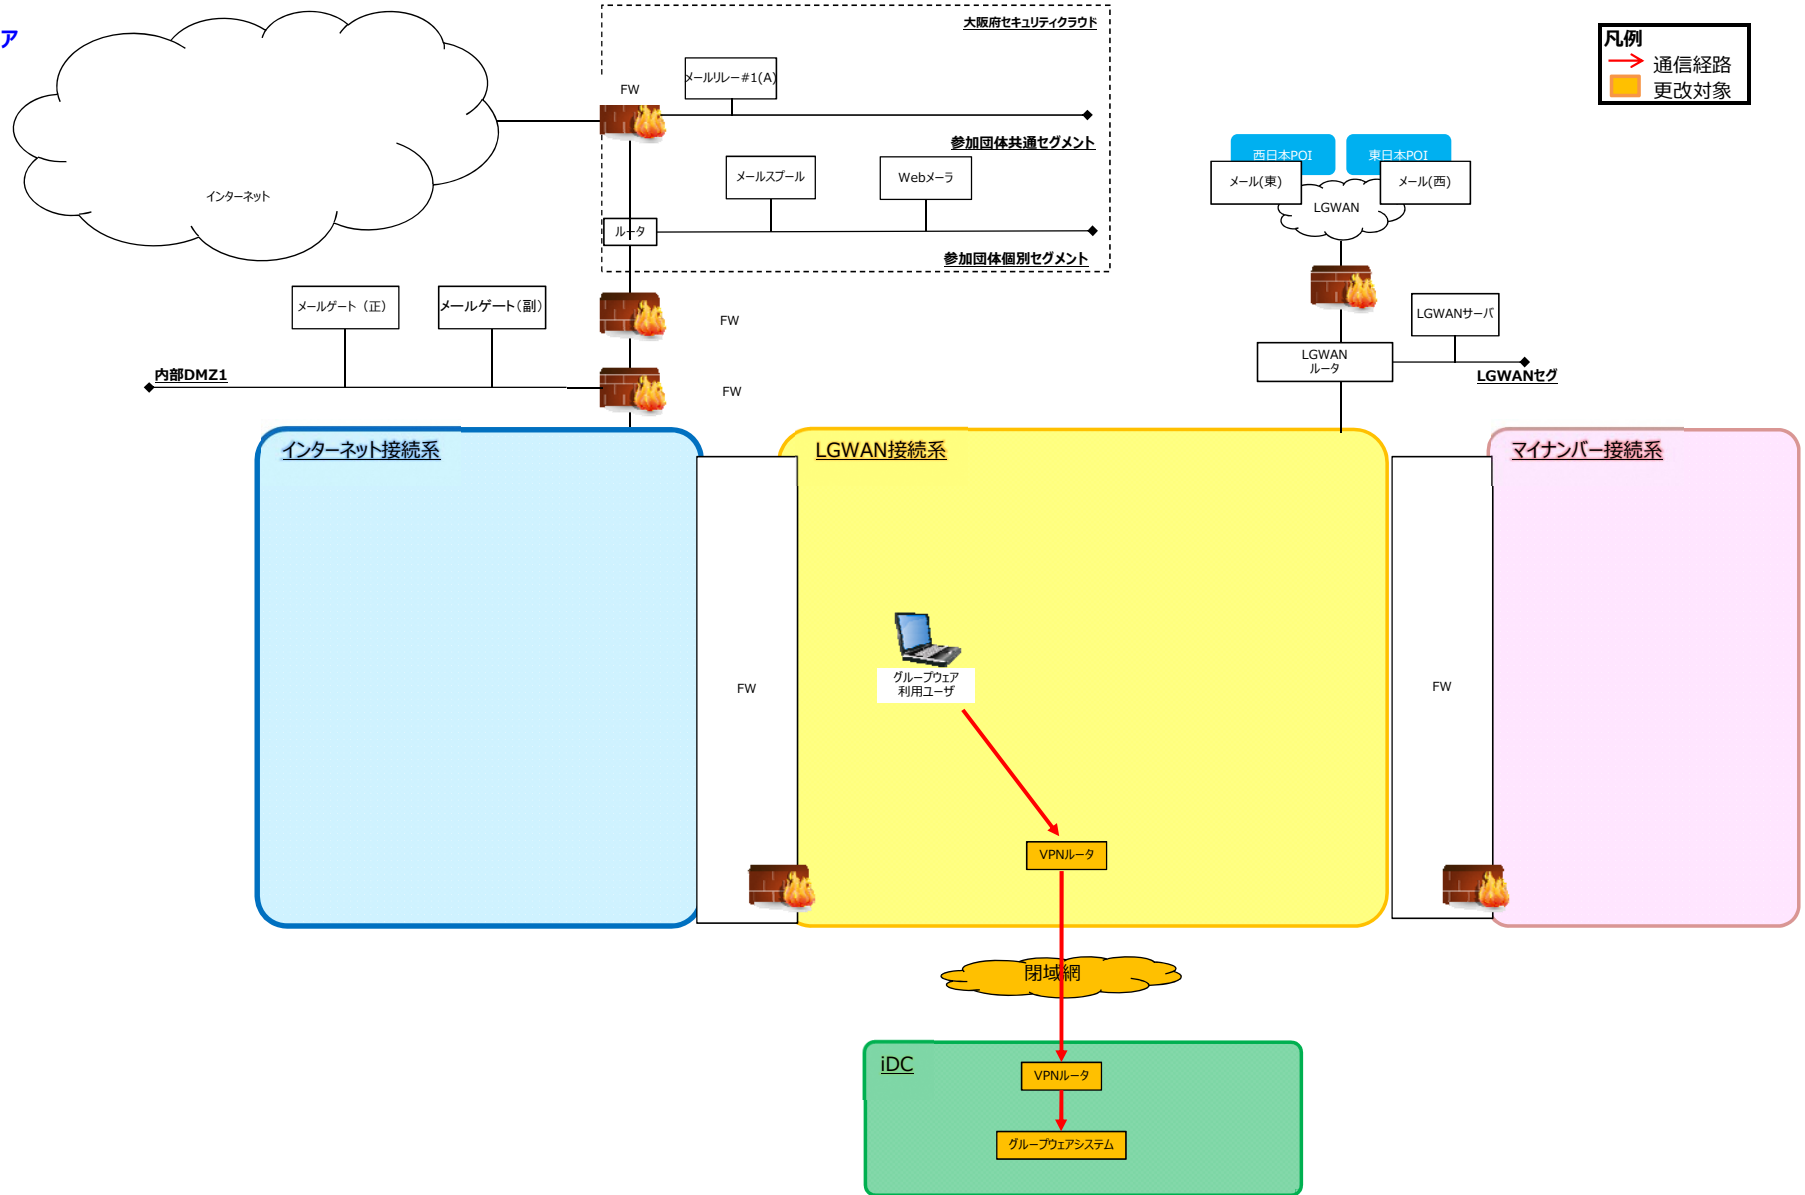 ア
大阪府セキュリティクラウド
凡例
通信経路
更改対象
FW
メールリレー#1(A)
参加団体共通セグメント
インターネット
メールスプール
Webメーラ
ルータ
参加団体個別セグメント
西日本POI
東日本POI
メール(東)
メール(西)
LGWAN
メールゲート（正）
メールゲート(副)
FW
LGWANサーバ
LGWAN
ルータ
LGWANセグ
内部DMZ1
FW
インターネット接続系
LGWAN接続系
マイナンバー接続系
FW
グループウェア
利用ユーザ
FW
VPNルータ
閉域網
iDC
VPNルータ
グループウェアシステム